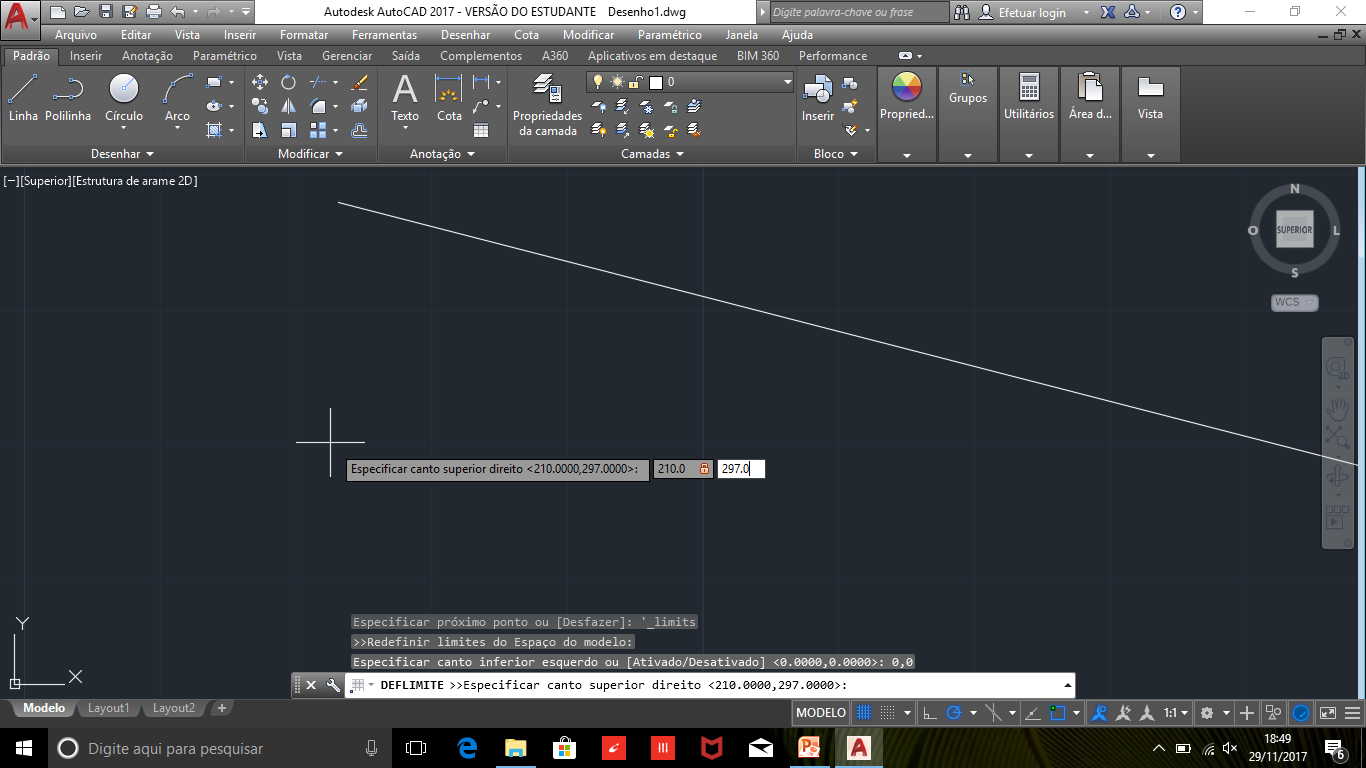 Autodesk AutoCAD 2017 - VERSÃO DO ESTUDANTE Desenho1.dwg
Digite palavra-chave ou frase
Efetuar login
Arquivo Editar Vista Inserir Formatar Ferramentas Desenhar Cota Modificar Paramétrico Janela Ajuda
Padrão Inserir Anotação Paramétrico Vista Gerenciar Saída Complementos A360 Aplicativos em destaque BIM 360 Performance
Linha Polilinha Círculo Arco
Desenhar
Modificar
A
Texto Cota
Anotação
Propriedades
da camada
0
Camadas
Inserir
Bloco
Propried...
Grupos
Utilitários
Área d...
Vista
[−][Superior][Estrutura de arame 2D]
N
O SUPERIOR L
S
WCS
2D
Especificar canto superior direito <210.0000,297.0000>: 210.0 297.0
Y
X
Especificar próximo ponto ou [Desfazer]: '_limits
>>Redefinir limites do Espaço do modelo:
Especificar canto inferior esquerdo ou [Ativado/Desativado] <0.0000,0.0000>: 0,0
DEFLIMITE >>Especificar canto superior direito <210.0000,297.0000>:
Modelo Layout1 Layout2 +
MODELO 1:1
Digite aqui para pesquisar
18:49
29/11/2017
6